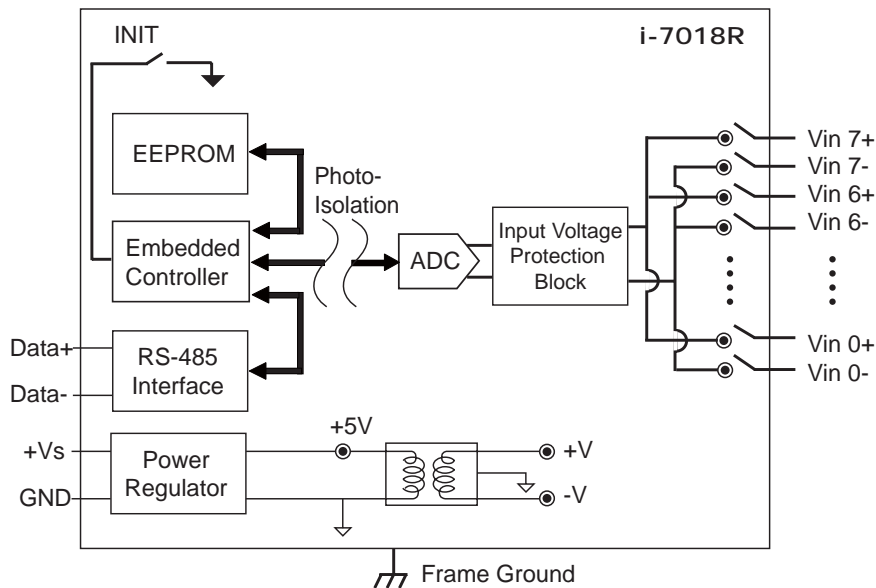 INIT
i-7018R
EEPROM
Photo-
Isolation
Embedded
Controller
ADC
Input Voltage
Protection
Block
Vin 7+
Vin 7-
Vin 6+
Vin 6-
Vin 0+
Vin 0-
Data+
Data-
RS-485
Interface
+Vs
GND
Power
Regulator
+5V
+V
-V
Frame Ground